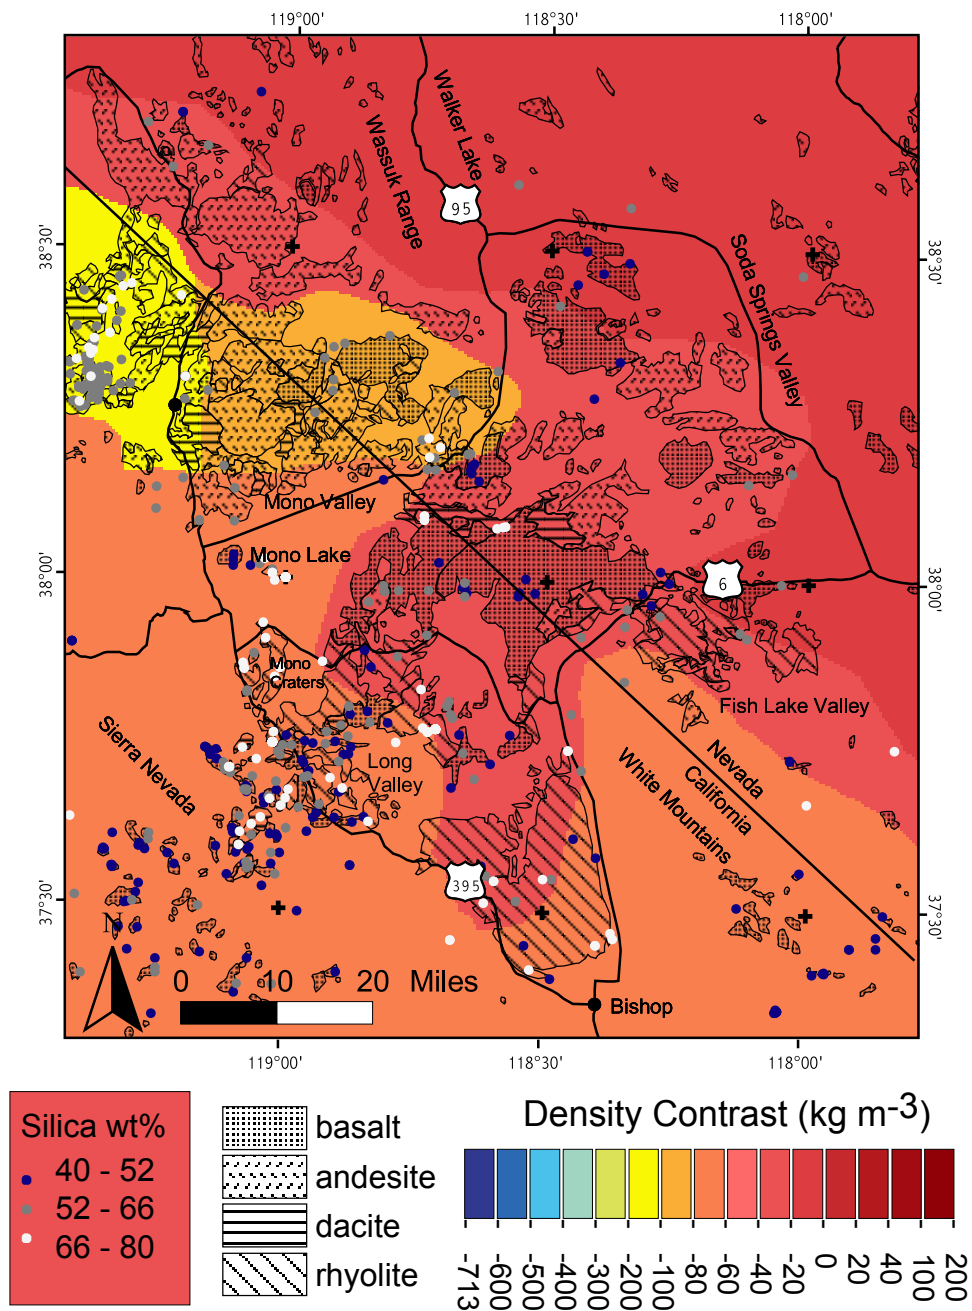 119°00'
118°30'
118°00'
Walker Lake
Wassuk Range
95
38°30'
38°30'
Soda Springs Valley
Mono Valley
Mono Lake
38°00'
38°00'
6
Mono
Craters
Fish Lake Valley
Sierra Nevada
Long
Valley
Nevada
California
White Mountains
395
37°30'
37°30'
N
0 10 20 Miles
Bishop
119°00'
118°30'
118°00'
Silica wt%
40 - 52
52 - 66
66 - 80
basalt
andesite
dacite
rhyolite
Density Contrast (kg m-3)
-713
-600
-500
-400
-300
-200
-100
-80
-60
-40
-20
0
20
40
60
100
200